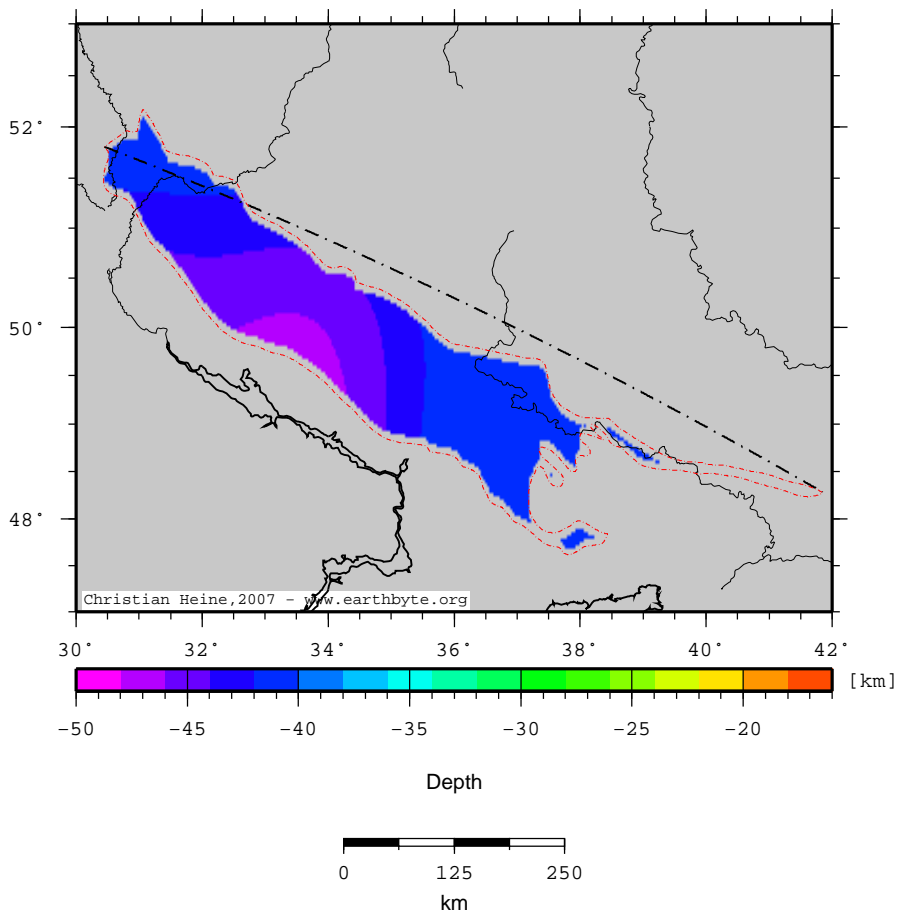 52°
50°
48°
Christian Heine,2007 - www.earthbyte.org
30° 32° 34° 36° 38° 40° 42°
[km]
−50 −45 −40 −35 −30 −25 −20
Depth
0 125 250
km